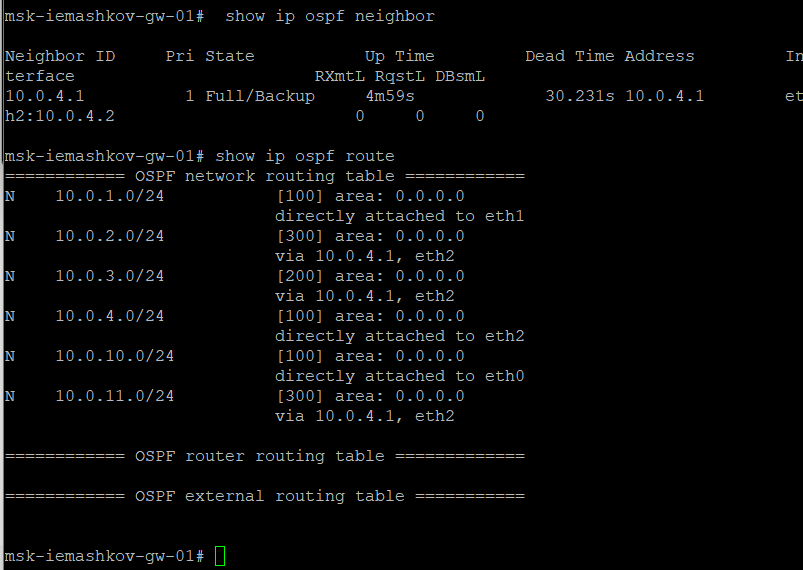 msk-iemashkov-gw-01#  show ip ospf neighbor
Neighbor ID     Pri State           Up Time         Dead Time Address         In
terface                        RXmtL RqstL DBsmL
10.0.4.1          1 Full/Backup     4m59s             30.231s 10.0.4.1        et
h2:10.0.4.2                        0     0     0
msk-iemashkov-gw-01# show ip ospf route
============ OSPF network routing table ============
N    10.0.1.0/24           [100] area: 0.0.0.0
                           directly attached to eth1
N    10.0.2.0/24           [300] area: 0.0.0.0
                           via 10.0.4.1, eth2
N    10.0.3.0/24           [200] area: 0.0.0.0
                           via 10.0.4.1, eth2
N    10.0.4.0/24           [100] area: 0.0.0.0
                           directly attached to eth2
N    10.0.10.0/24          [100] area: 0.0.0.0
                           directly attached to eth0
N    10.0.11.0/24          [300] area: 0.0.0.0
                           via 10.0.4.1, eth2
============ OSPF router routing table =============
============ OSPF external routing table ===========
msk-iemashkov-gw-01#